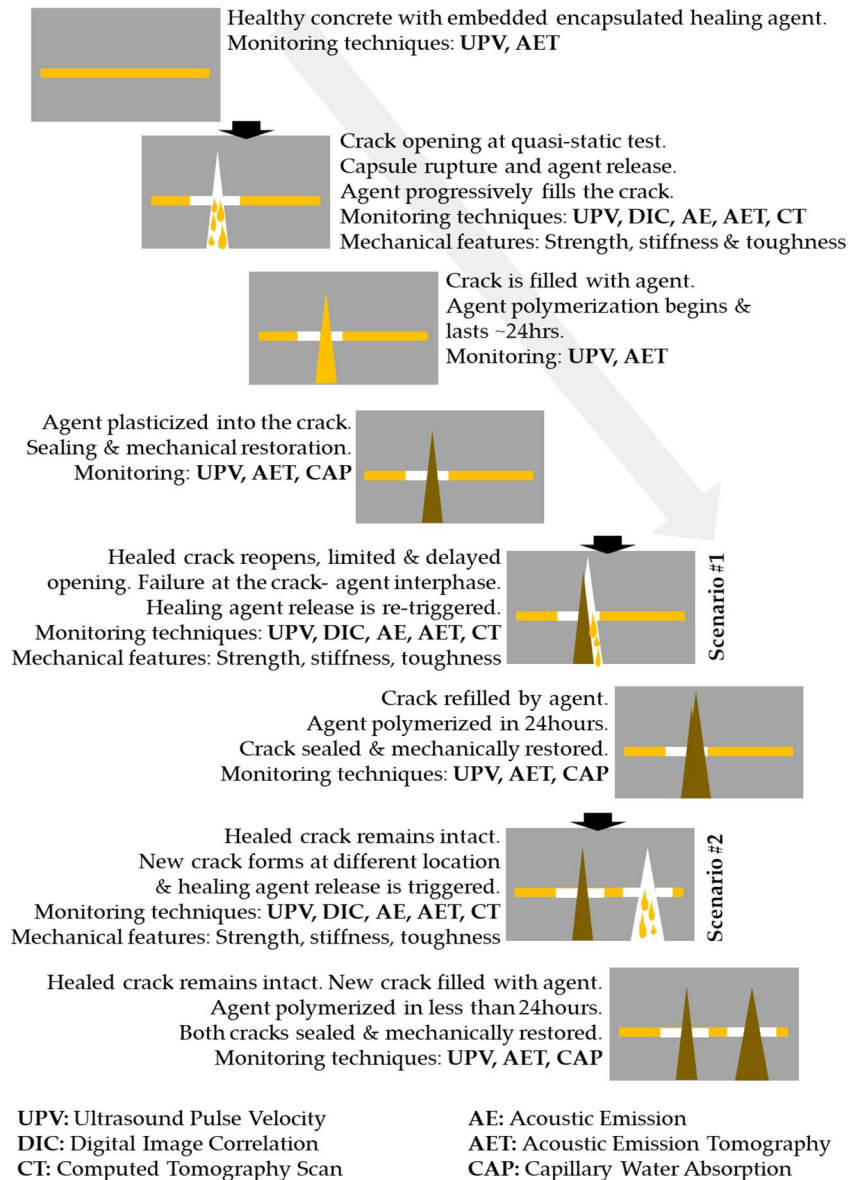 Healthy concrete with embedded encapsulated healing agent.
Monitoring techniques: UPV, AET
Crack opening at quasi-static test.
Capsule rupture and agent release.
Agent progressively fills the crack.
Monitoring techniques: UPV, DIC, AE, AET, CT
Mechanical features: Strength, stiffness & toughness
Crack is filled with agent.
Agent polymerization begins &
lasts ~24hrs.
Monitoring: UPV, AET
Agent plasticized into the crack.
Sealing & mechanical restoration.
Monitoring: UPV, AET, CAP
Healed crack reopens, limited & delayed
opening. Failure at the crack- agent interphase.
Healing agent release is re-triggered.
Monitoring techniques: UPV, DIC, AE, AET, CT
Mechanical features: Strength, stiffness, toughness
Scenario #1
Crack refilled by agent.
Agent polymerized in 24hours.
Crack sealed & mechanically restored.
Monitoring techniques: UPV, AET, CAP
Healed crack remains intact.
New crack forms at different location
& healing agent release is triggered.
Monitoring techniques: UPV, DIC, AE, AET, CT
Mechanical features: Strength, stiffness, toughness
Scenario #2
Healed crack remains intact. New crack filled with agent.
Agent polymerized in less than 24hours.
Both cracks sealed & mechanically restored.
Monitoring techniques: UPV, AET, CAP
UPV: Ultrasound Pulse Velocity
DIC: Digital Image Correlation
CT: Computed Tomography Scan
AE: Acoustic Emission
AET: Acoustic Emission Tomography
CAP: Capillary Water Absorption